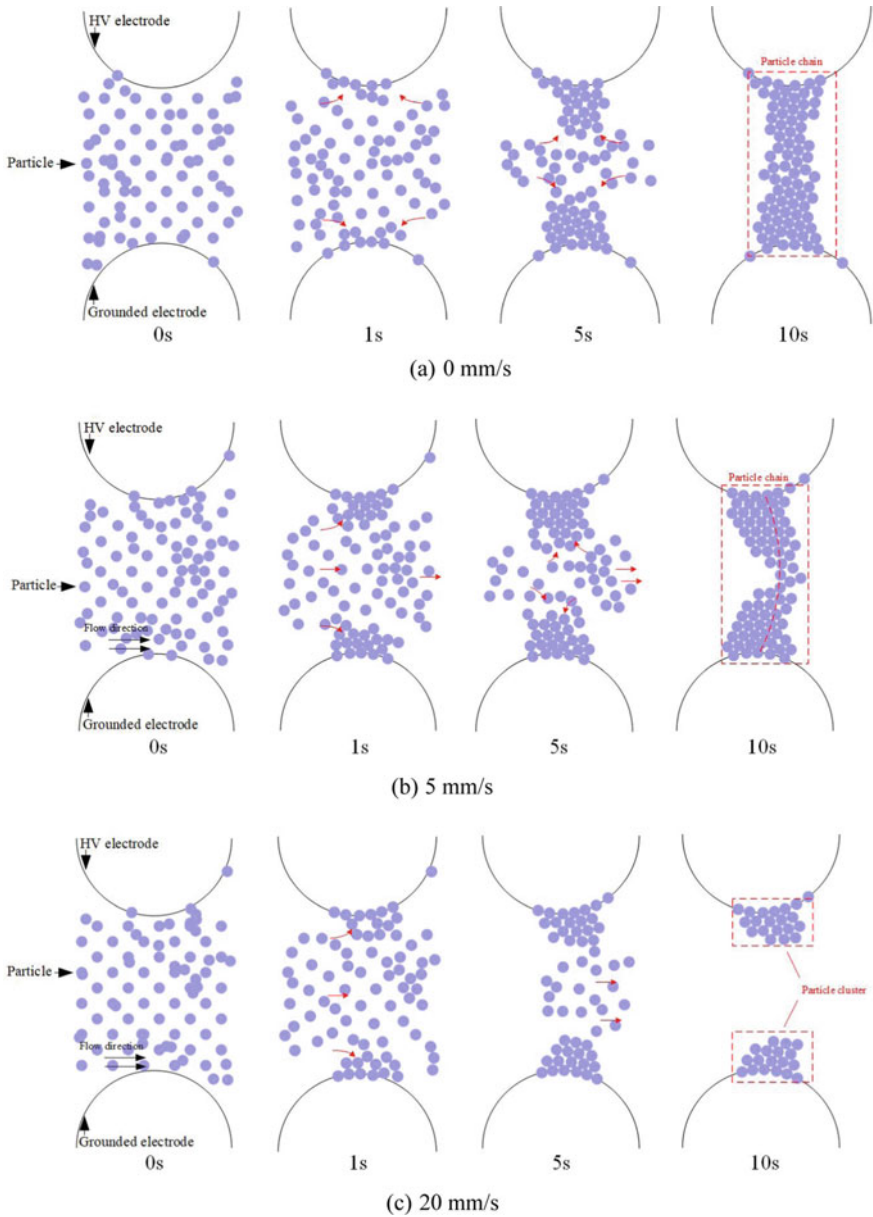 HV electrode
Particle chain
Particle
Grounded electrode
0s
1s
5s
10s
(a) 0 mm/s
HV electrode
Particle chain
Particle
Flow direction
Grounded electrode
0s
1s
5s
10s
(b) 5 mm/s
HV electrode
Particle
Particle cluster
Flow direction
Grounded electrode
0s
1s
5s
10s
(c) 20 mm/s